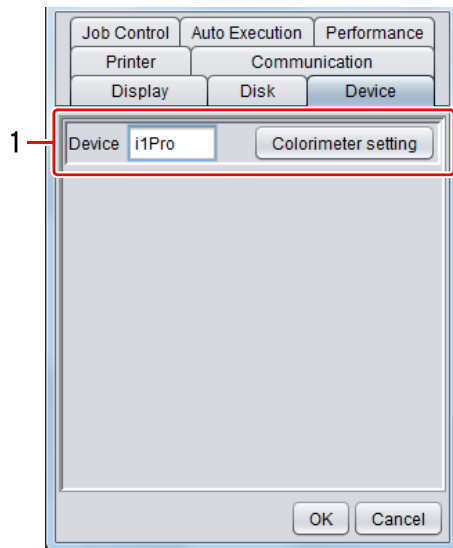 Job Control Auto Execution Performance
Printer Communication
Display Disk Device
1 Device i1Pro Colorimeter setting
OK Cancel